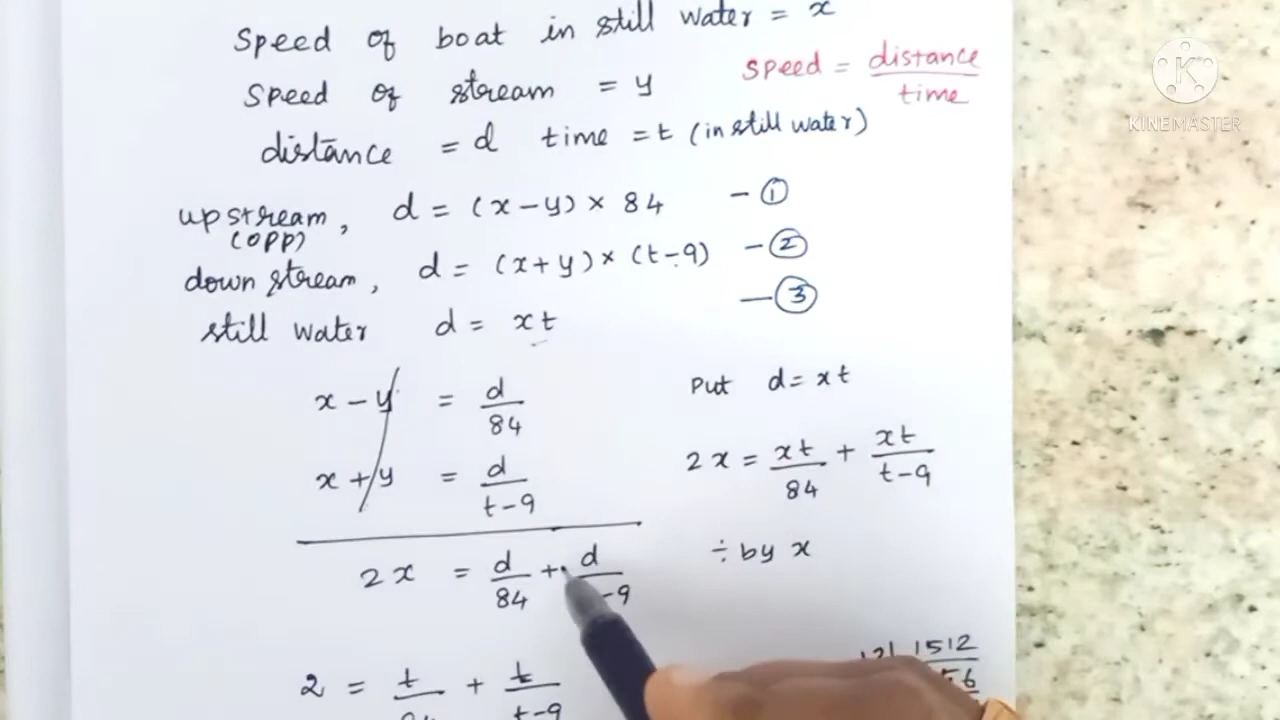 Speed of boat in still water = x
Speed of stream = y
speed = distance / time
distance = d time = t (in still water)
upstream, d = (x-y) × 84 - ①
(OPP)
down stream, d = (x+y) × (t-9) - ②
still water d = xt - ③
x - y = d/84
x + y = d/t-9
2x = d/84 + d/-9
2 = t/ + t/t-9
Put d = xt
2x = xt/84 + xt/t-9
÷ by x
1512
KINEMASTER